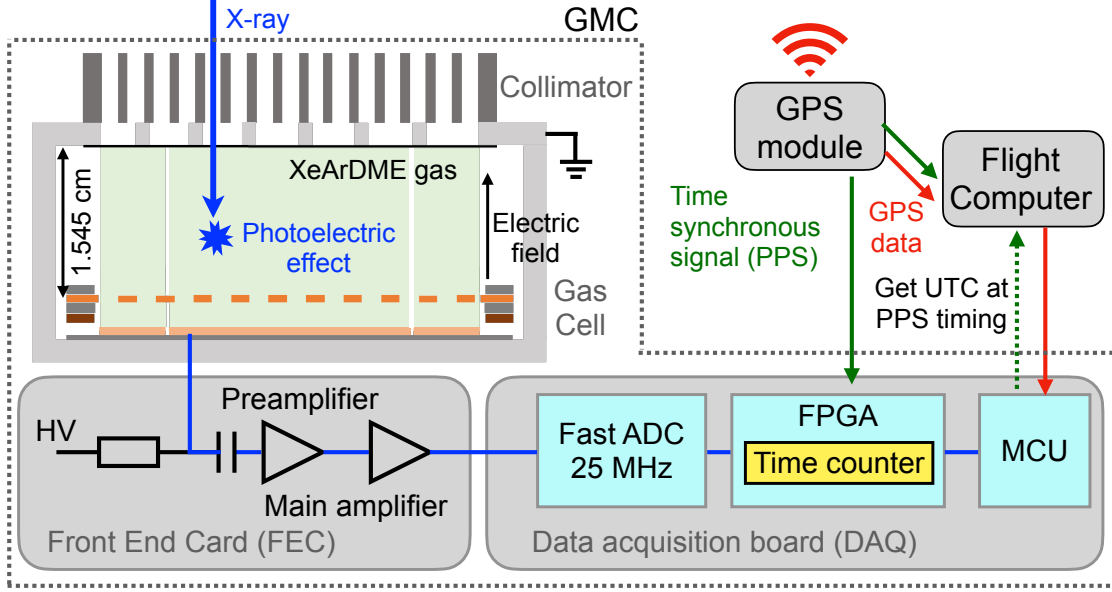 X-ray
GMC
Collimator
XeArDME gas
1.545 cm
Photoelectric
effect
Electric
field
Gas
Cell
GPS
module
Flight
Computer
Time
synchronous
signal (PPS)
GPS
data
Get UTC at
PPS timing
HV
Preamplifier
Main amplifier
Front End Card (FEC)
Fast ADC
25 MHz
FPGA
Time counter
MCU
Data acquisition board (DAQ)